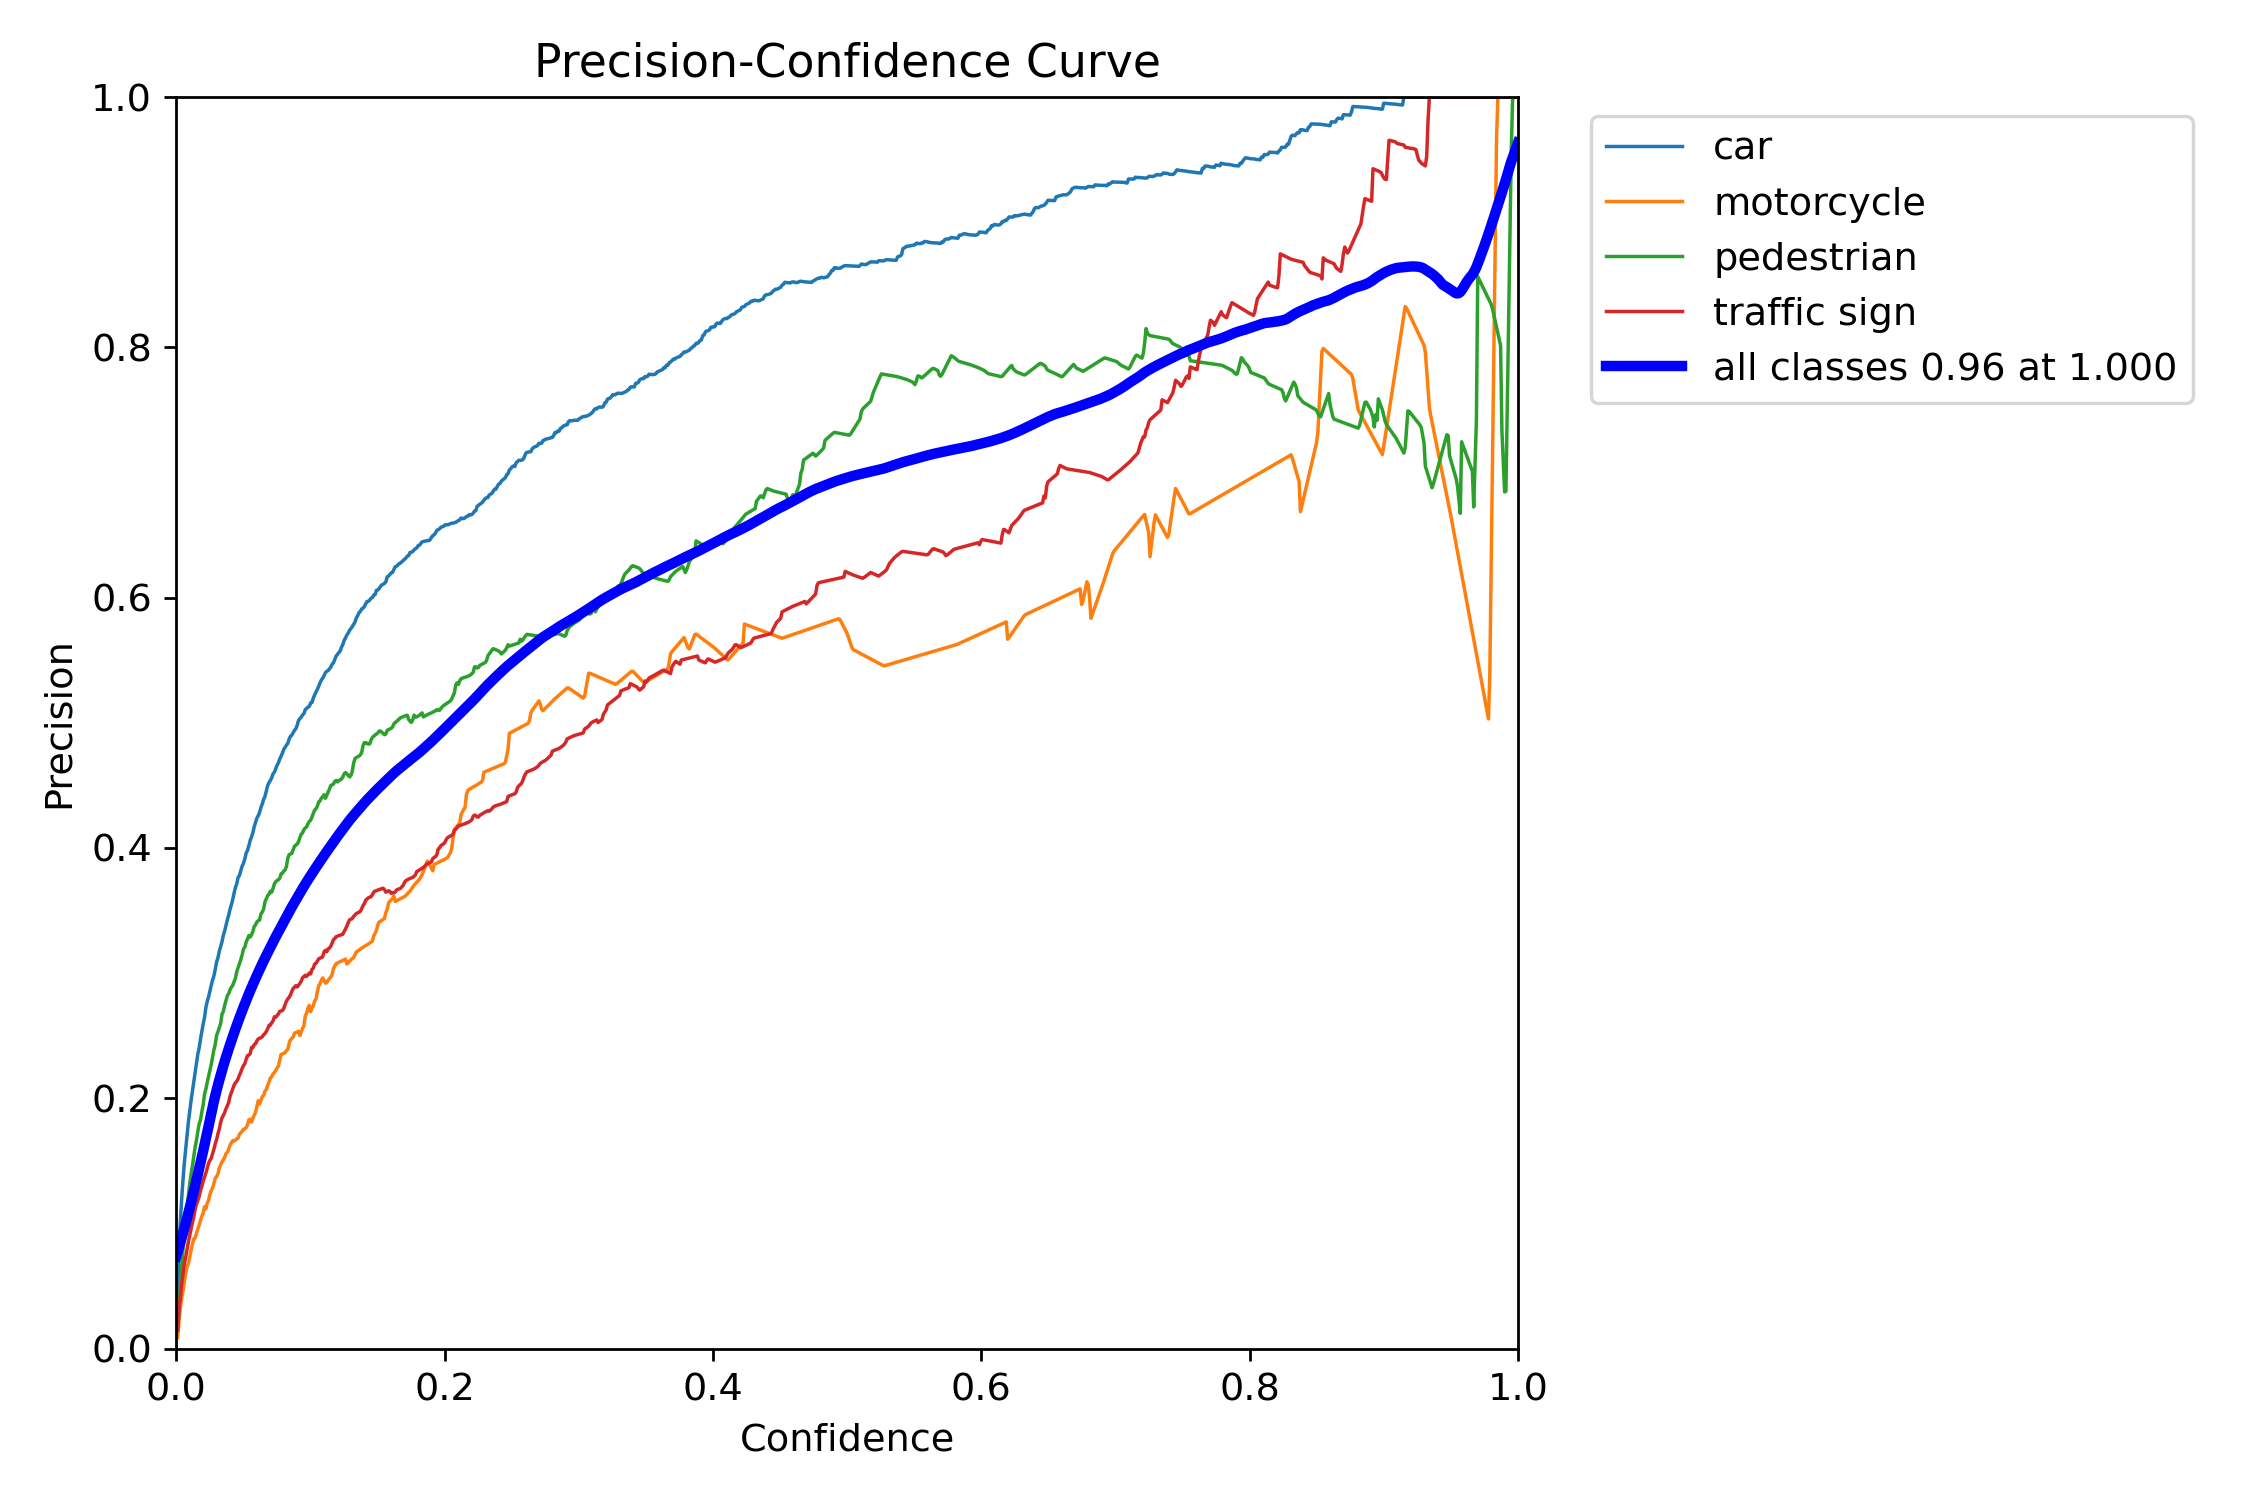 Precision-Confidence Curve
1.0
0.8
0.6
0.4
0.2
0.0
Precision
0.0 0.2 0.4 0.6 0.8 1.0
Confidence
car
motorcycle
pedestrian
traffic sign
all classes 0.96 at 1.000